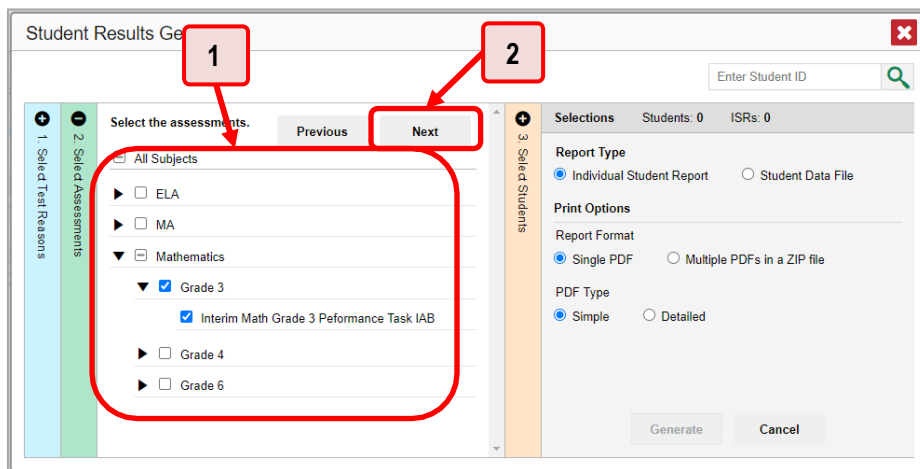 Student Results Ge
1
2
Enter Student ID
1. Select Test Reasons
2. Select Assessments
Select the assessments.
Previous
Next
All Subjects
ELA
MA
Mathematics
Grade 3
Interim Math Grade 3 Peformance Task IAB
Grade 4
Grade 6
3. Select Students
Selections Students: 0 ISRs: 0
Report Type
Individual Student Report Student Data File
Print Options
Report Format
Single PDF Multiple PDFs in a ZIP file
PDF Type
Simple Detailed
Generate Cancel